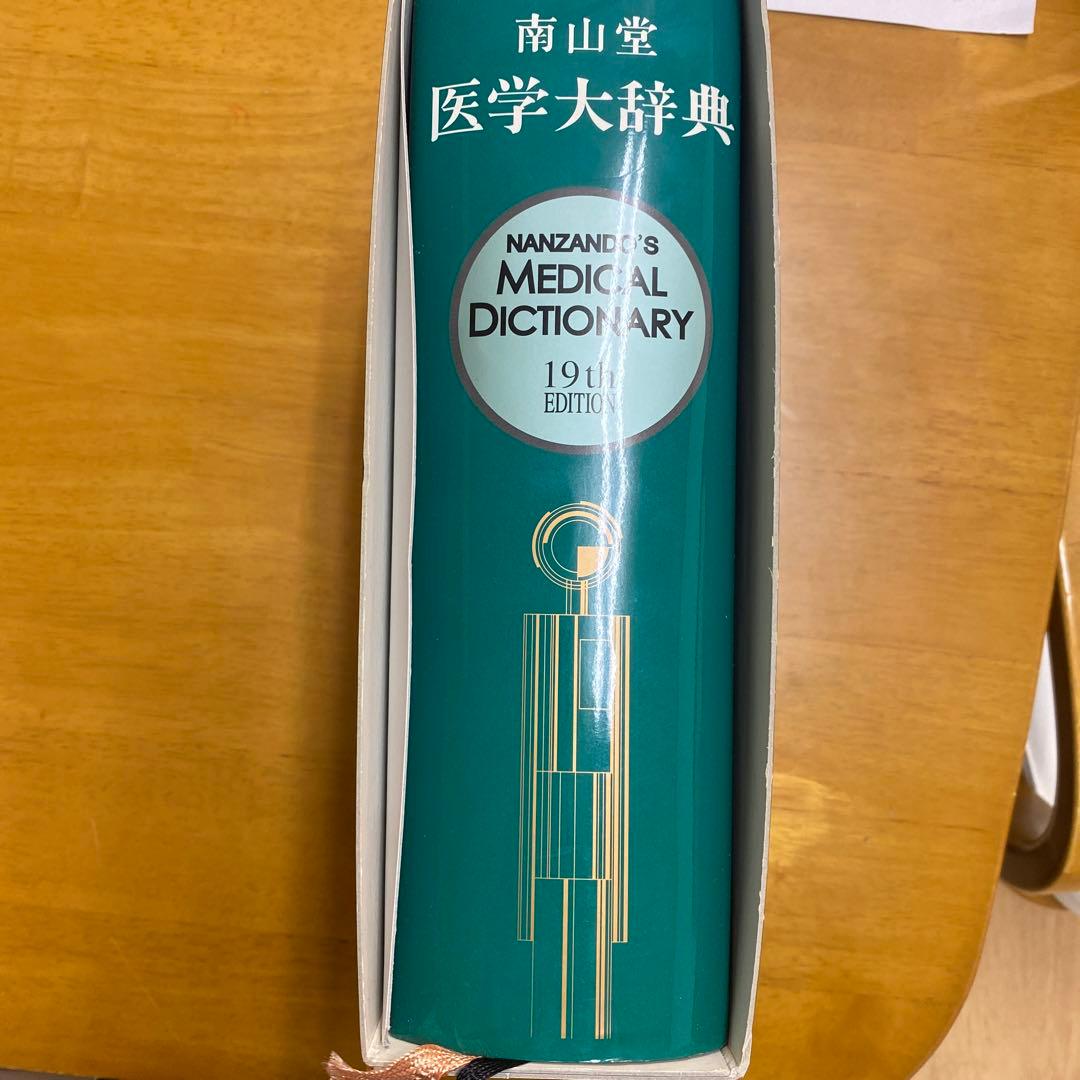 南山堂
医学大辞典
NANZANDO'S
MEDICAL
DICTIONARY
19th
EDITION